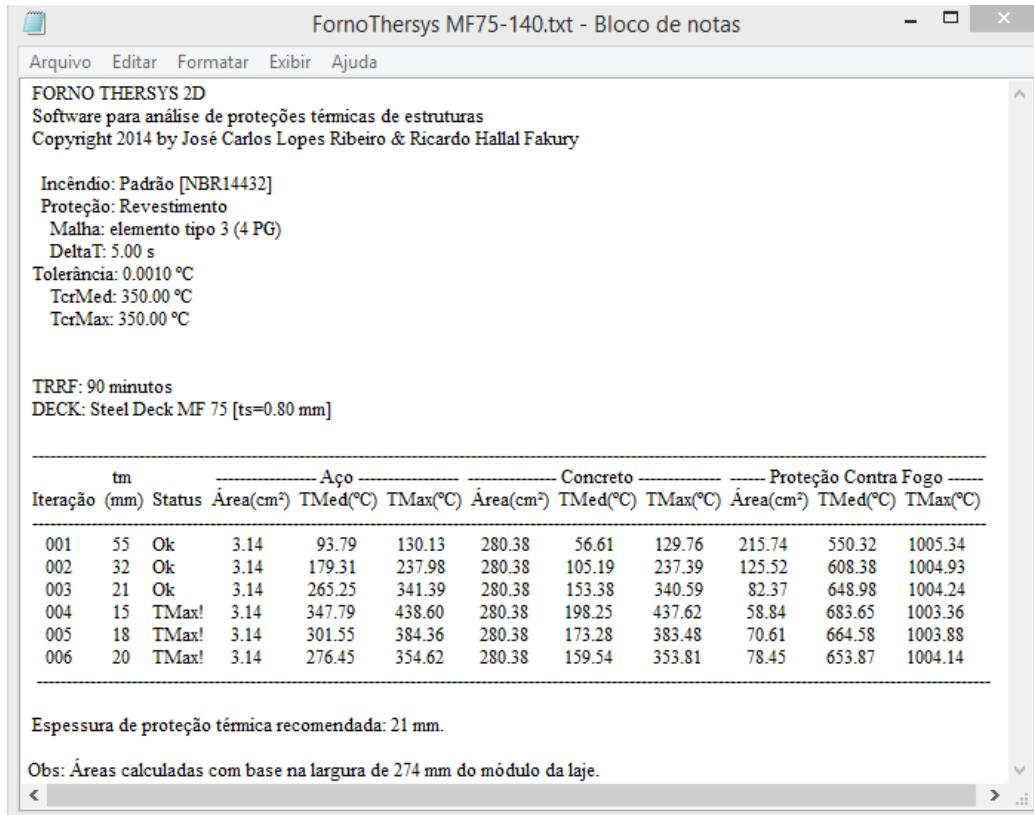 FornoThersys MF75-140.txt - Bloco de notas
Arquivo Editar Formatar Exibir Ajuda
FORNO THERSYS 2D
Software para análise de proteções térmicas de estruturas
Copyright 2014 by José Carlos Lopes Ribeiro & Ricardo Hallal Fakury
Incêndio: Padrão [NBR14432]
Proteção: Revestimento
Malha: elemento tipo 3 (4 PG)
DeltaT: 5.00 s
Tolerância: 0.0010 ºC
TcrMed: 350.00 ºC
TcrMax: 350.00 ºC
TRRF: 90 minutos
DECK: Steel Deck MF 75 [ts=0.80 mm]
tm ----------------- Aço ----------------- --------------- Concreto -------------- ------ Proteção Contra Fogo ------
Iteração (mm) Status Área(cm²) TMed(ºC) TMax(ºC) Área(cm²) TMed(ºC) TMax(ºC) Área(cm²) TMed(ºC) TMax(ºC)
001 55 Ok 3.14 93.79 130.13 280.38 56.61 129.76 215.74 550.32 1005.34
002 32 Ok 3.14 179.31 237.98 280.38 105.19 237.39 125.52 608.38 1004.93
003 21 Ok 3.14 265.25 341.39 280.38 153.38 340.59 82.37 648.98 1004.24
004 15 TMax! 3.14 347.79 438.60 280.38 198.25 437.62 58.84 683.65 1003.36
005 18 TMax! 3.14 301.55 384.36 280.38 173.28 383.48 70.61 664.58 1003.88
006 20 TMax! 3.14 276.45 354.62 280.38 159.54 353.81 78.45 653.87 1004.14
Espessura de proteção térmica recomendada: 21 mm.
Obs: Áreas calculadas com base na largura de 274 mm do módulo da laje.